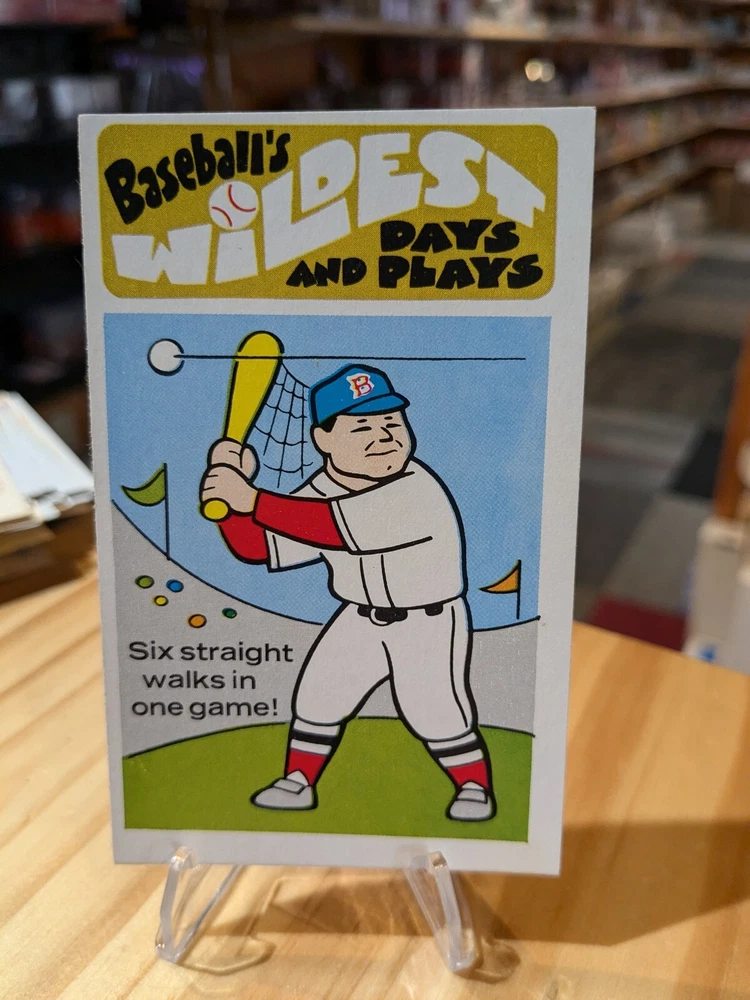 Baseball's
WiLDEST
DAYS
AND PLAYS
B
Six straight
walks in
one game!